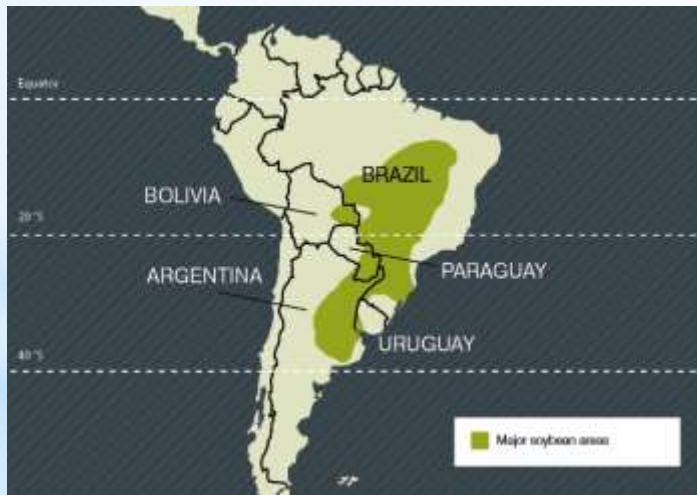 Equator
BRAZIL
BOLIVIA
20°S
PARAGUAY
ARGENTINA
URUGUAY
40°S
Major soybean areas